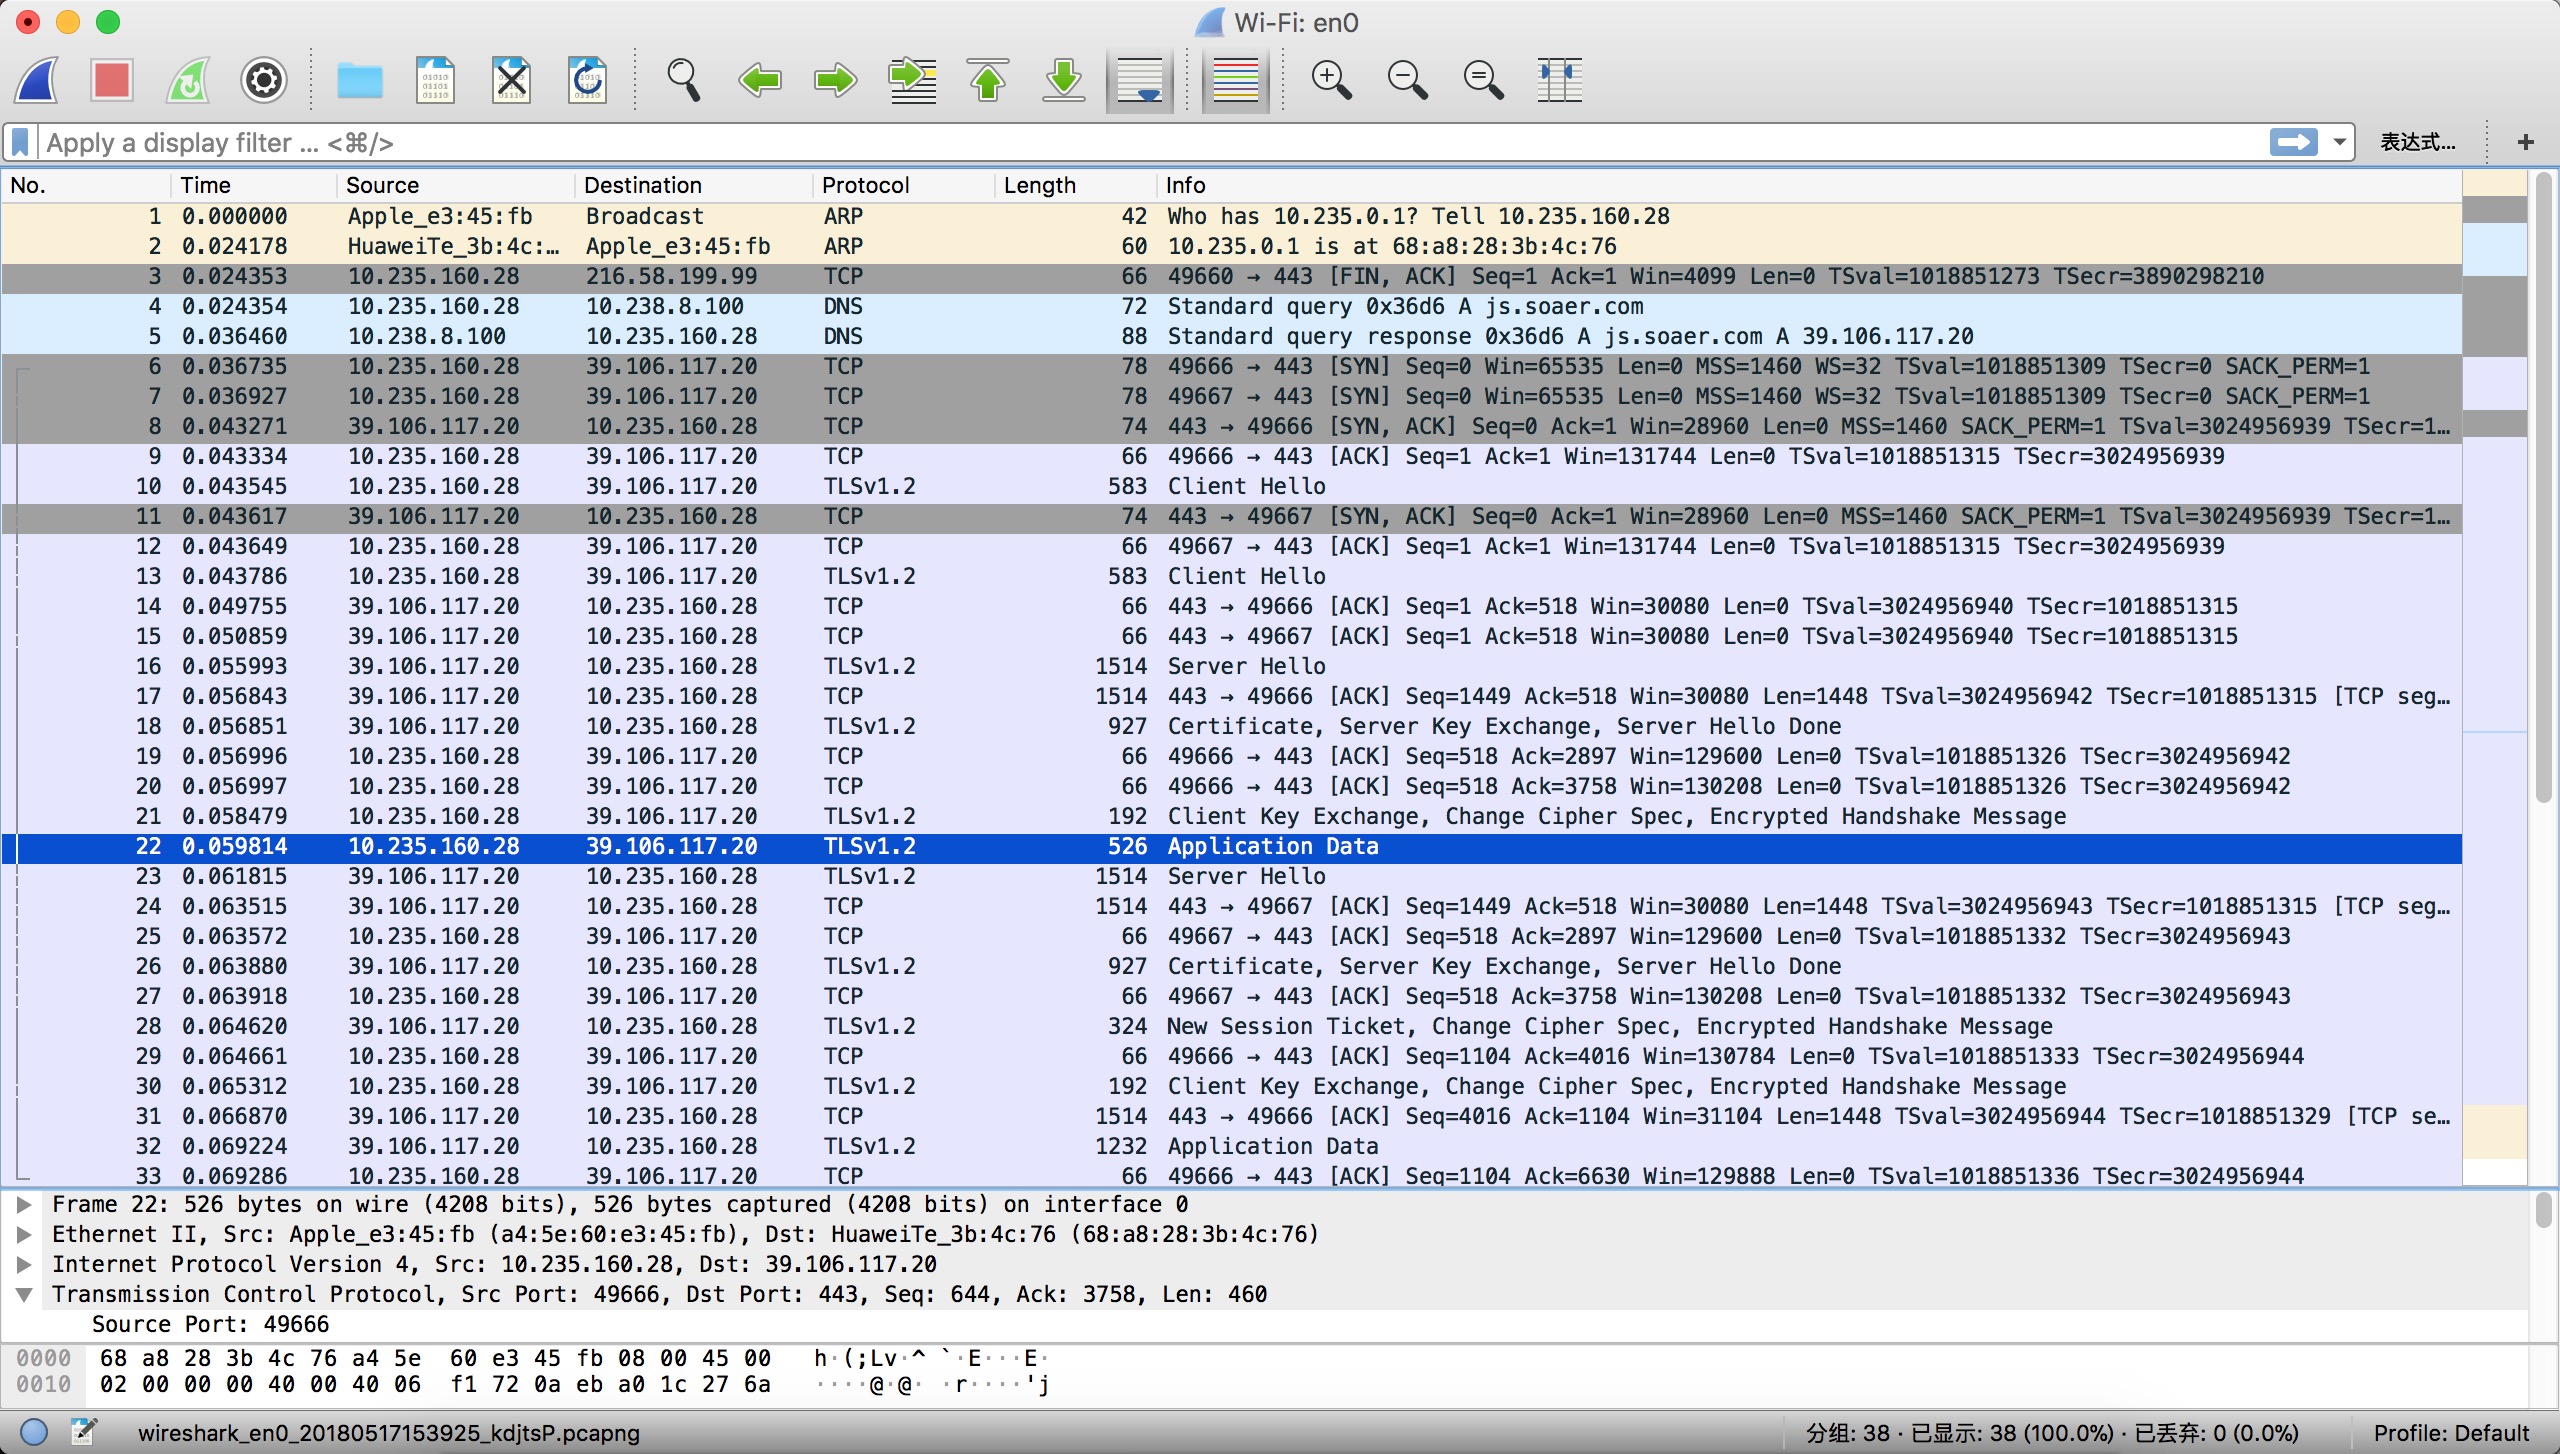 Wi-Fi: en0
Apply a display filter ... <⌘/>
表达式...
+
No. Time Source Destination Protocol Length Info
1 0.000000 Apple_e3:45:fb Broadcast ARP 42 Who has 10.235.0.1? Tell 10.235.160.28
2 0.024178 HuaweiTe_3b:4c:… Apple_e3:45:fb ARP 60 10.235.0.1 is at 68:a8:28:3b:4c:76
3 0.024353 10.235.160.28 216.58.199.99 TCP 66 49660 → 443 [FIN, ACK] Seq=1 Ack=1 Win=4099 Len=0 TSval=1018851273 TSecr=3890298210
4 0.024354 10.235.160.28 10.238.8.100 DNS 72 Standard query 0x36d6 A js.soaer.com
5 0.036460 10.238.8.100 10.235.160.28 DNS 88 Standard query response 0x36d6 A js.soaer.com A 39.106.117.20
6 0.036735 10.235.160.28 39.106.117.20 TCP 78 49666 → 443 [SYN] Seq=0 Win=65535 Len=0 MSS=1460 WS=32 TSval=1018851309 TSecr=0 SACK_PERM=1
7 0.036927 10.235.160.28 39.106.117.20 TCP 78 49667 → 443 [SYN] Seq=0 Win=65535 Len=0 MSS=1460 WS=32 TSval=1018851309 TSecr=0 SACK_PERM=1
8 0.043271 39.106.117.20 10.235.160.28 TCP 74 443 → 49666 [SYN, ACK] Seq=0 Ack=1 Win=28960 Len=0 MSS=1460 SACK_PERM=1 TSval=3024956939 TSecr=1…
9 0.043334 10.235.160.28 39.106.117.20 TCP 66 49666 → 443 [ACK] Seq=1 Ack=1 Win=131744 Len=0 TSval=1018851315 TSecr=3024956939
10 0.043545 10.235.160.28 39.106.117.20 TLSv1.2 583 Client Hello
11 0.043617 39.106.117.20 10.235.160.28 TCP 74 443 → 49667 [SYN, ACK] Seq=0 Ack=1 Win=28960 Len=0 MSS=1460 SACK_PERM=1 TSval=3024956939 TSecr=1…
12 0.043649 10.235.160.28 39.106.117.20 TCP 66 49667 → 443 [ACK] Seq=1 Ack=1 Win=131744 Len=0 TSval=1018851315 TSecr=3024956939
13 0.043786 10.235.160.28 39.106.117.20 TLSv1.2 583 Client Hello
14 0.049755 39.106.117.20 10.235.160.28 TCP 66 443 → 49666 [ACK] Seq=1 Ack=518 Win=30080 Len=0 TSval=3024956940 TSecr=1018851315
15 0.050859 39.106.117.20 10.235.160.28 TCP 66 443 → 49667 [ACK] Seq=1 Ack=518 Win=30080 Len=0 TSval=3024956940 TSecr=1018851315
16 0.055993 39.106.117.20 10.235.160.28 TLSv1.2 1514 Server Hello
17 0.056843 39.106.117.20 10.235.160.28 TCP 1514 443 → 49666 [ACK] Seq=1449 Ack=518 Win=30080 Len=1448 TSval=3024956942 TSecr=1018851315 [TCP seg…
18 0.056851 39.106.117.20 10.235.160.28 TLSv1.2 927 Certificate, Server Key Exchange, Server Hello Done
19 0.056996 10.235.160.28 39.106.117.20 TCP 66 49666 → 443 [ACK] Seq=518 Ack=2897 Win=129600 Len=0 TSval=1018851326 TSecr=3024956942
20 0.056997 10.235.160.28 39.106.117.20 TCP 66 49666 → 443 [ACK] Seq=518 Ack=3758 Win=130208 Len=0 TSval=1018851326 TSecr=3024956942
21 0.058479 10.235.160.28 39.106.117.20 TLSv1.2 192 Client Key Exchange, Change Cipher Spec, Encrypted Handshake Message
22 0.059814 10.235.160.28 39.106.117.20 TLSv1.2 526 Application Data
23 0.061815 39.106.117.20 10.235.160.28 TLSv1.2 1514 Server Hello
24 0.063515 39.106.117.20 10.235.160.28 TCP 1514 443 → 49667 [ACK] Seq=1449 Ack=518 Win=30080 Len=1448 TSval=3024956943 TSecr=1018851315 [TCP seg…
25 0.063572 10.235.160.28 39.106.117.20 TCP 66 49667 → 443 [ACK] Seq=518 Ack=2897 Win=129600 Len=0 TSval=1018851332 TSecr=3024956943
26 0.063880 39.106.117.20 10.235.160.28 TLSv1.2 927 Certificate, Server Key Exchange, Server Hello Done
27 0.063918 10.235.160.28 39.106.117.20 TCP 66 49667 → 443 [ACK] Seq=518 Ack=3758 Win=130208 Len=0 TSval=1018851332 TSecr=3024956943
28 0.064620 39.106.117.20 10.235.160.28 TLSv1.2 324 New Session Ticket, Change Cipher Spec, Encrypted Handshake Message
29 0.064661 10.235.160.28 39.106.117.20 TCP 66 49666 → 443 [ACK] Seq=1104 Ack=4016 Win=130784 Len=0 TSval=1018851333 TSecr=3024956944
30 0.065312 10.235.160.28 39.106.117.20 TLSv1.2 192 Client Key Exchange, Change Cipher Spec, Encrypted Handshake Message
31 0.066870 39.106.117.20 10.235.160.28 TCP 1514 443 → 49666 [ACK] Seq=4016 Ack=1104 Win=31104 Len=1448 TSval=3024956944 TSecr=1018851329 [TCP se…
32 0.069224 39.106.117.20 10.235.160.28 TLSv1.2 1232 Application Data
33 0.069286 10.235.160.28 39.106.117.20 TCP 66 49666 → 443 [ACK] Seq=1104 Ack=6630 Win=129888 Len=0 TSval=1018851336 TSecr=3024956944
Frame 22: 526 bytes on wire (4208 bits), 526 bytes captured (4208 bits) on interface 0
Ethernet II, Src: Apple_e3:45:fb (a4:5e:60:e3:45:fb), Dst: HuaweiTe_3b:4c:76 (68:a8:28:3b:4c:76)
Internet Protocol Version 4, Src: 10.235.160.28, Dst: 39.106.117.20
Transmission Control Protocol, Src Port: 49666, Dst Port: 443, Seq: 644, Ack: 3758, Len: 460
Source Port: 49666
0000 68 a8 28 3b 4c 76 a4 5e 60 e3 45 fb 08 00 45 00 h·(;Lv·^ `·E···E·
0010 02 00 00 00 40 00 40 06 f1 72 0a eb a0 1c 27 6a ····@·@· ·r····'j
wireshark_en0_20180517153925_kdjtsP.pcapng
分组: 38 · 已显示: 38 (100.0%) · 已丢弃: 0 (0.0%)
Profile: Default